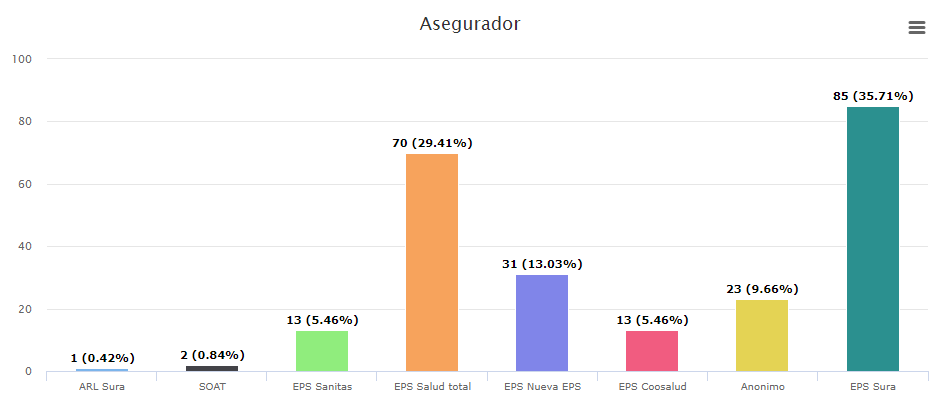 Asegurador
100
80
60
40
20
0
1 (0.42%)
2 (0.84%)
13 (5.46%)
70 (29.41%)
31 (13.03%)
13 (5.46%)
23 (9.66%)
85 (35.71%)
ARL Sura
SOAT
EPS Sanitas
EPS Salud total
EPS Nueva EPS
EPS Coosalud
Anonimo
EPS Sura